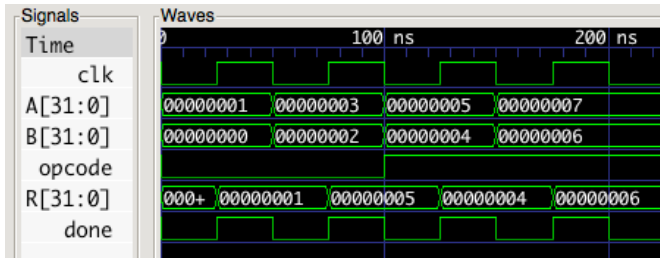 Signals Waves
Time 0 100 ns 200 ns
clk
A[31:0] 00000001 00000003 00000005 00000007
B[31:0] 00000000 00000002 00000004 00000006
opcode
R[31:0] 000+ 00000001 00000005 00000004 00000006
done